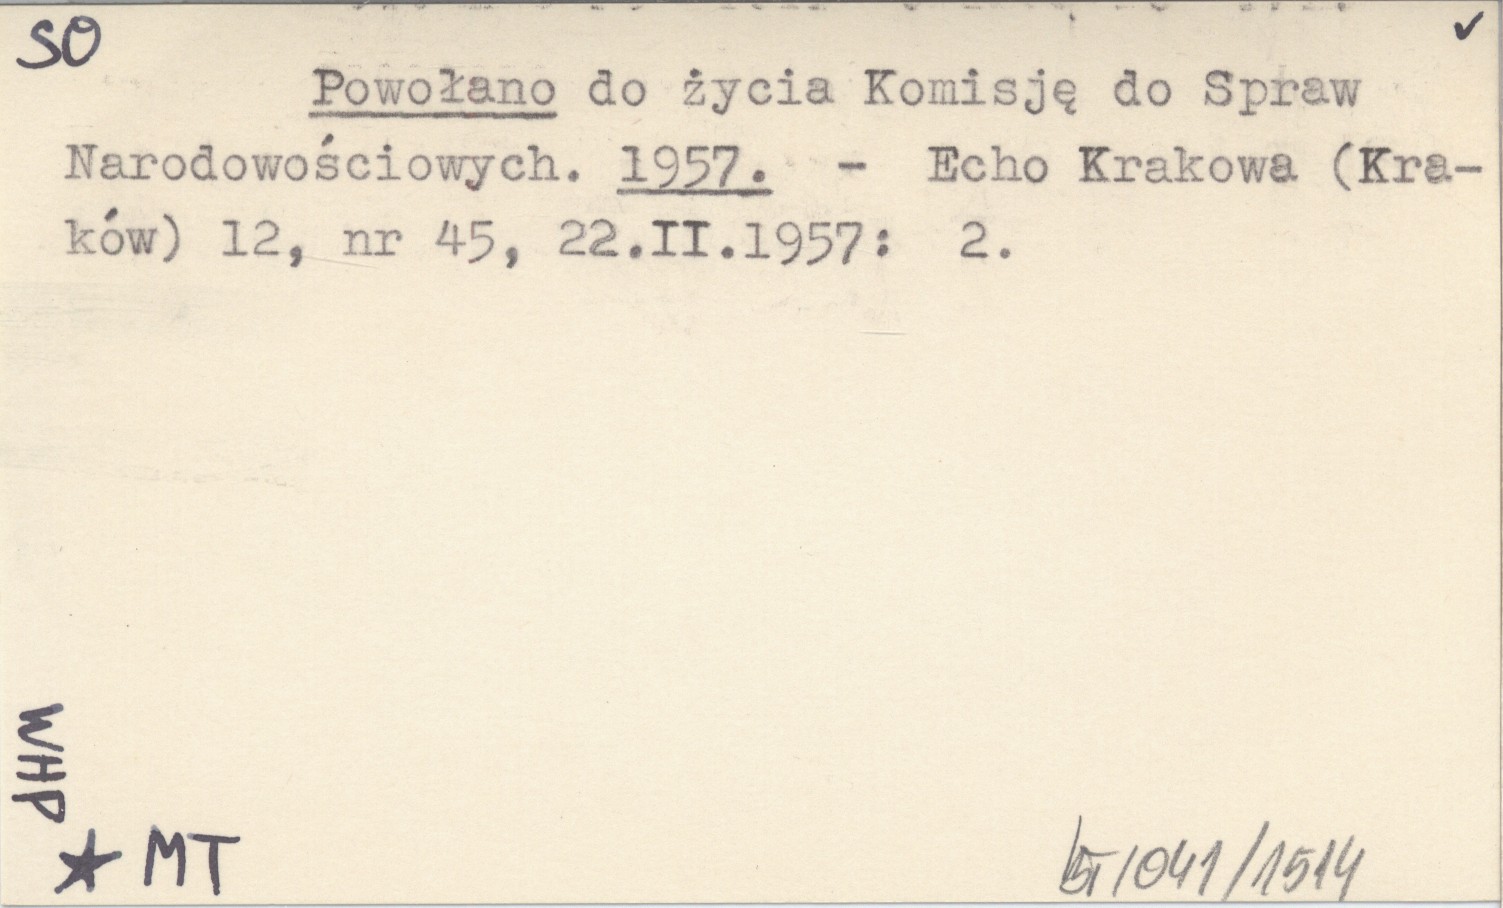 SO ✓
Powołano do życia Komisję do Spraw
Narodowościowych. 1957. - Echo Krakowa (Kra-
ków) 12, nr 45, 22.II.1957: 2.
WHP
★ MT
/041/1514